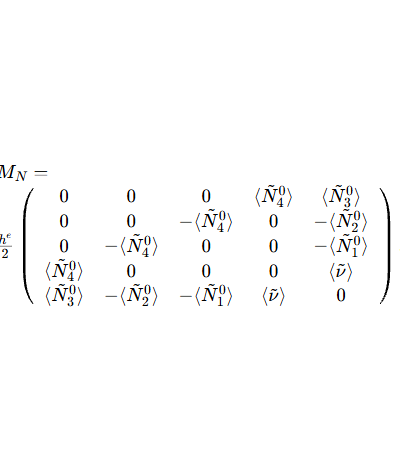 M_N =
h^e/2 ( 0 0 0 ⟨Ñ_4^0⟩ ⟨Ñ_3^0⟩
0 0 −⟨Ñ_4^0⟩ 0 −⟨Ñ_2^0⟩
0 −⟨Ñ_4^0⟩ 0 0 −⟨Ñ_1^0⟩
⟨Ñ_4^0⟩ 0 0 0 ⟨ν̃⟩
⟨Ñ_3^0⟩ −⟨Ñ_2^0⟩ −⟨Ñ_1^0⟩ ⟨ν̃⟩ 0 )